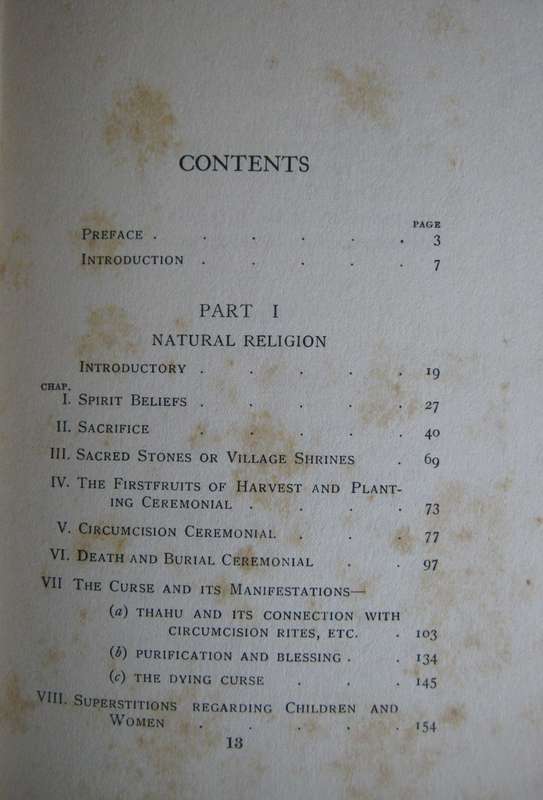 CONTENTS
PAGE
PREFACE . . . . . . 3
INTRODUCTION . . . . . 7
PART I
NATURAL RELIGION
INTRODUCTORY . . . . . 19
CHAP.
I. SPIRIT BELIEFS . . . . . 27
II. SACRIFICE . . . . . 40
III. SACRED STONES OR VILLAGE SHRINES . 69
IV. THE FIRSTFRUITS OF HARVEST AND PLANT-
ING CEREMONIAL . . . . 73
V. CIRCUMCISION CEREMONIAL . . . 77
VI. DEATH AND BURIAL CEREMONIAL . . 97
VII THE CURSE AND ITS MANIFESTATIONS—
(a) THAHU AND ITS CONNECTION WITH
CIRCUMCISION RITES, ETC. . 103
(b) PURIFICATION AND BLESSING . . 134
(c) THE DYING CURSE . . . 145
VIII. SUPERSTITIONS REGARDING CHILDREN AND
WOMEN . . . . . 154
13